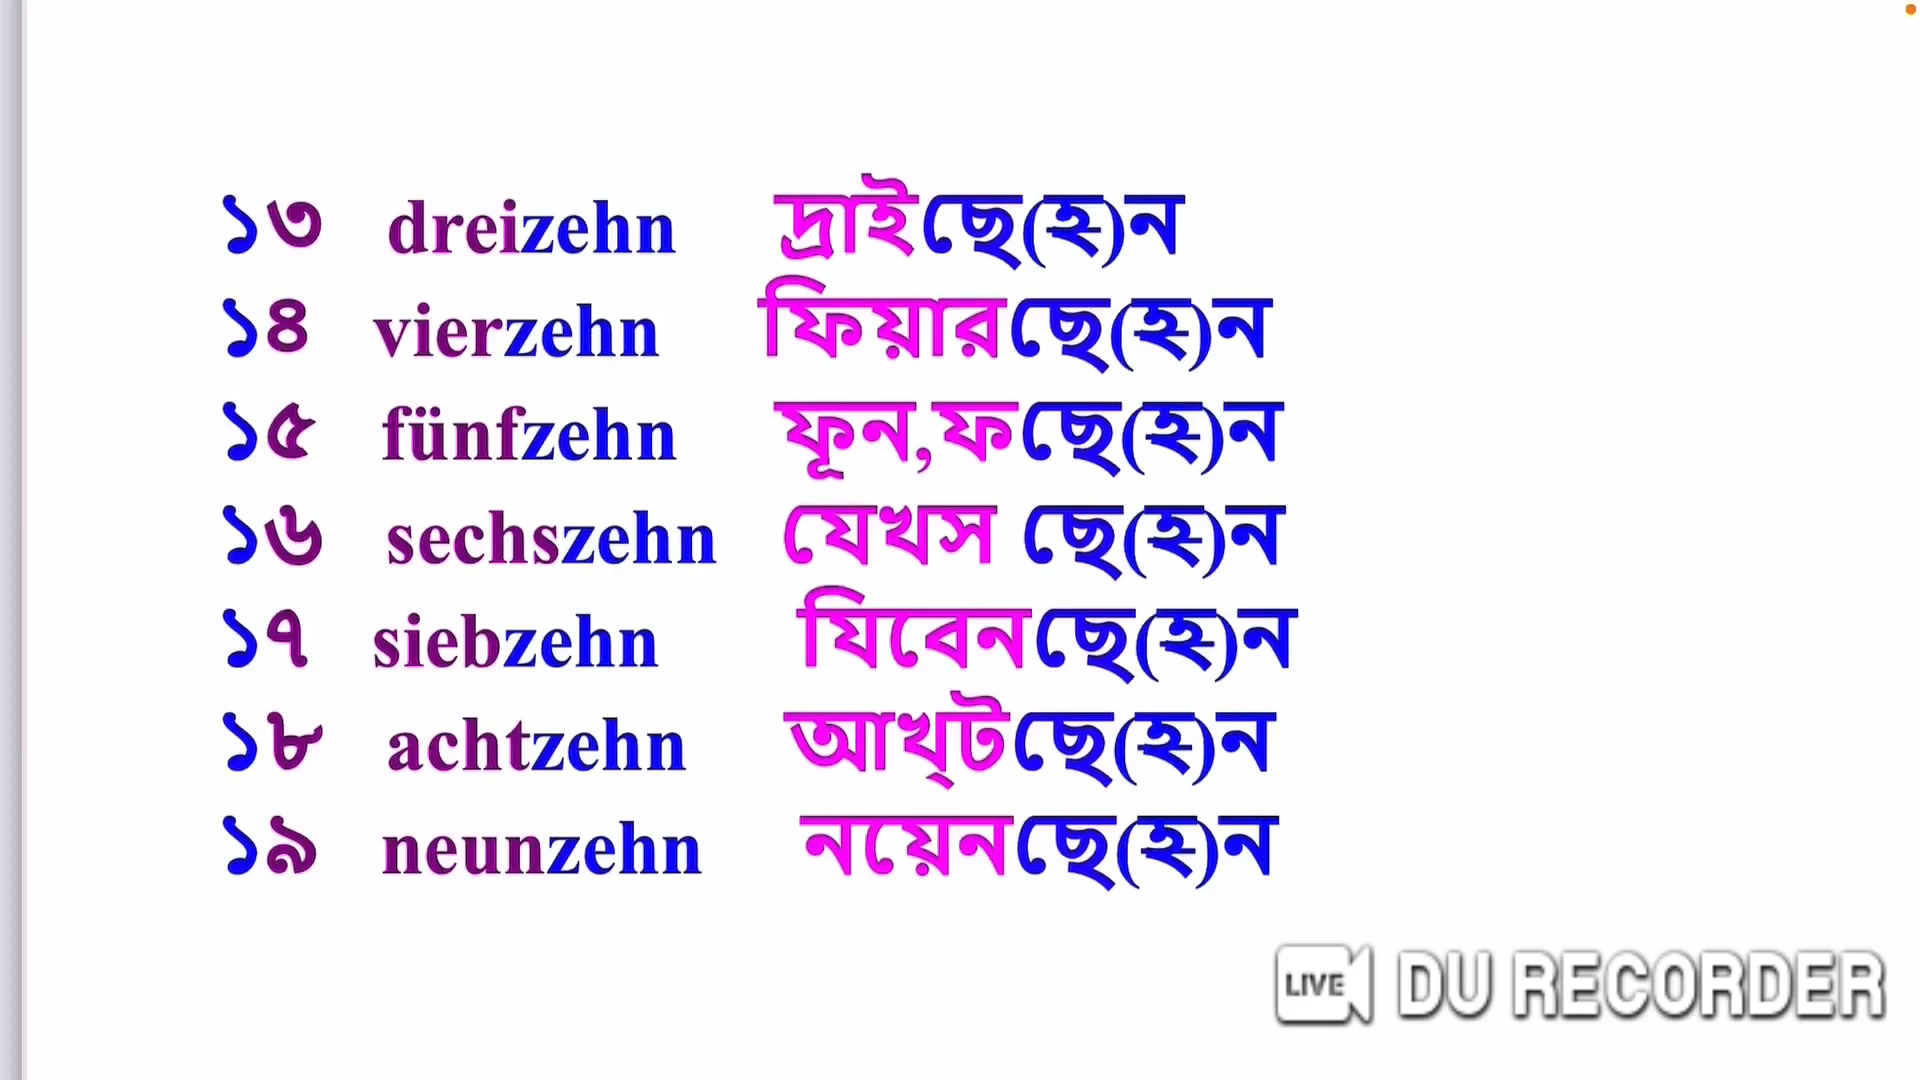 ১৩ dreizehn দ্রাইছে(হ)ন
১৪ vierzehn ফিয়ারছে(হ)ন
১৫ fünfzehn ফূন,ফছে(হ)ন
১৬ sechszehn যেখস ছে(হ)ন
১৭ siebzehn যিবেনছে(হ)ন
১৮ achtzehn আখ্‌টছে(হ)ন
১৯ neunzehn নয়েনছে(হ)ন
LIVE DU RECORDER